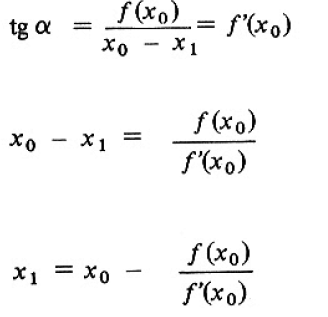 tg α = f(x₀) / (x₀ − x₁) = f'(x₀)
x₀ − x₁ = f(x₀) / f'(x₀)
x₁ = x₀ − f(x₀) / f'(x₀)